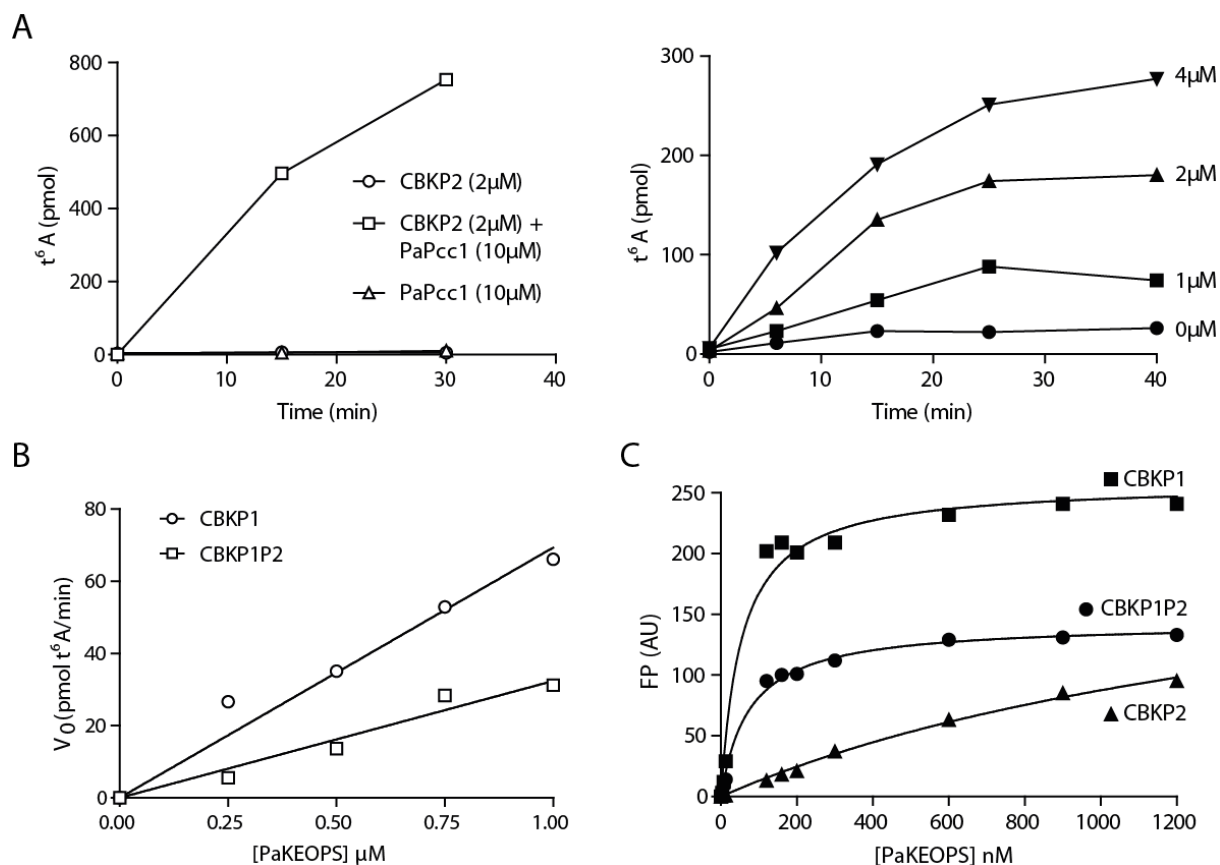 A
800
600
400
200
0
t⁶ A (pmol)
0 10 20 30 40
Time (min)
CBKP2 (2µM)
CBKP2 (2µM) +
PaPcc1 (10µM)
PaPcc1 (10µM)
300
200
100
0
t⁶ A (pmol)
0 10 20 30 40
Time (min)
4µM
2µM
1µM
0µM
B
80
60
40
20
0
V0 (pmol t⁶A/min)
0.00 0.25 0.50 0.75 1.00
[PaKEOPS] µM
CBKP1
CBKP1P2
C
250
200
150
100
50
0
FP (AU)
0 200 400 600 800 1000 1200
[PaKEOPS] nM
CBKP1
CBKP1P2
CBKP2